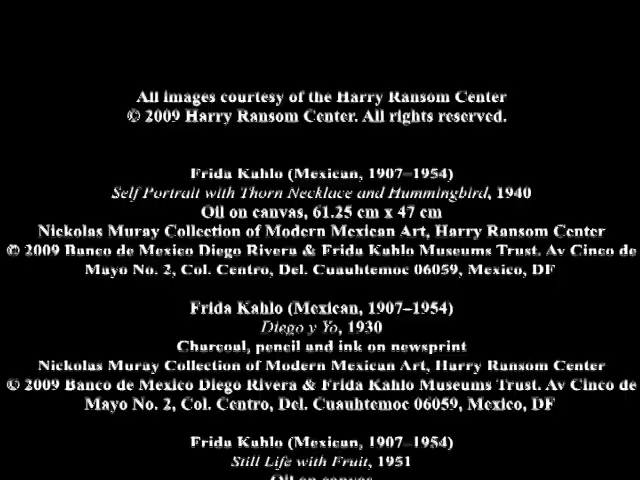 All images courtesy of the Harry Ransom Center
© 2009 Harry Ransom Center. All rights reserved.
Frida Kahlo (Mexican, 1907–1954)
Self Portrait with Thorn Necklace and Hummingbird, 1940
Oil on canvas, 61.25 cm x 47 cm
Nickolas Muray Collection of Modern Mexican Art, Harry Ransom Center
© 2009 Banco de Mexico Diego Rivera & Frida Kahlo Museums Trust. Av Cinco de
Mayo No. 2, Col. Centro, Del. Cuauhtemoc 06059, Mexico, DF
Frida Kahlo (Mexican, 1907–1954)
Diego y Yo, 1930
Charcoal, pencil and ink on newsprint
Nickolas Muray Collection of Modern Mexican Art, Harry Ransom Center
© 2009 Banco de Mexico Diego Rivera & Frida Kahlo Museums Trust. Av Cinco de
Mayo No. 2, Col. Centro, Del. Cuauhtemoc 06059, Mexico, DF
Frida Kahlo (Mexican, 1907–1954)
Still Life with Fruit, 1951
Oil on canvas